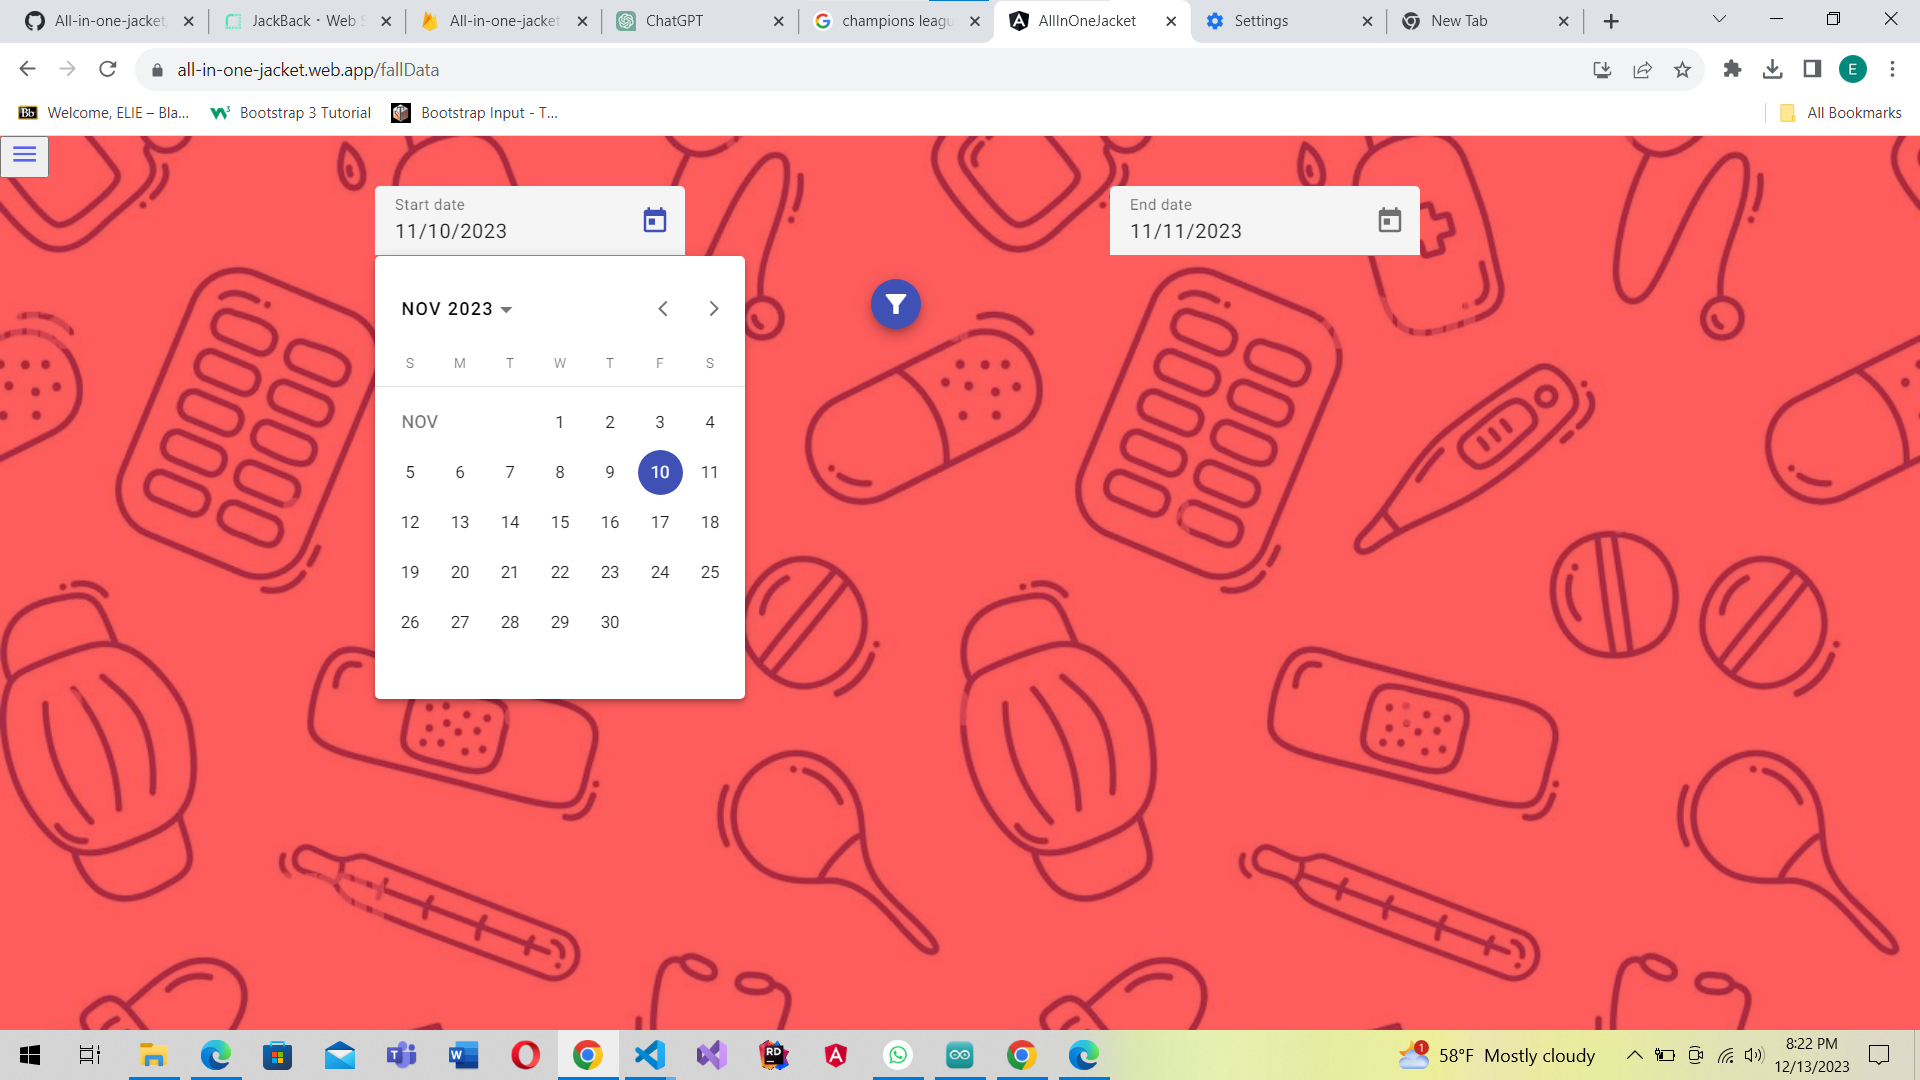 All-in-one-jacket
JackBack · Web S
All-in-one-jacket
ChatGPT
champions leagu
AllInOneJacket
Settings
New Tab
all-in-one-jacket.web.app/fallData
E
Bb Welcome, ELIE – Bla...
Bootstrap 3 Tutorial
Bootstrap Input - T...
All Bookmarks
Start date
11/10/2023
End date
11/11/2023
NOV 2023
S M T W T F S
NOV 1 2 3 4
5 6 7 8 9 10 11
12 13 14 15 16 17 18
19 20 21 22 23 24 25
26 27 28 29 30
1
58°F Mostly cloudy
8:22 PM
12/13/2023